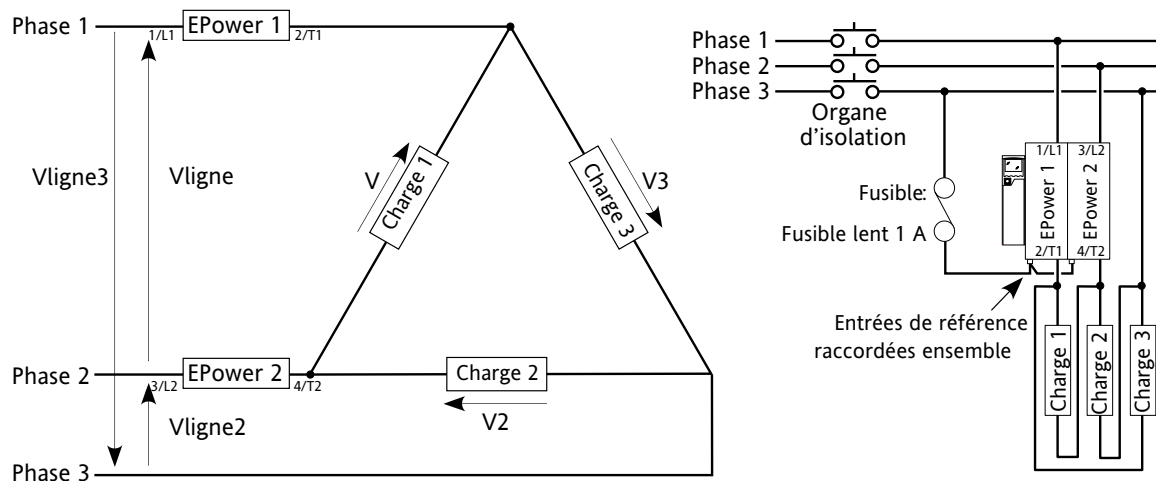 Phase 1
1/L1
EPower 1
2/T1
Vligne3
Vligne
V
Charge 1
Charge 3
V3
Phase 2
3/L2
EPower 2
4/T2
Charge 2
V2
Vligne2
Phase 3
Phase 1
Phase 2
Phase 3
Organe
d'isolation
1/L1
3/L2
EPower 1
EPower 2
2/T1
4/T2
Fusible:
Fusible lent 1 A
Entrées de référence
raccordées ensemble
Charge 1
Charge 2
Charge 3